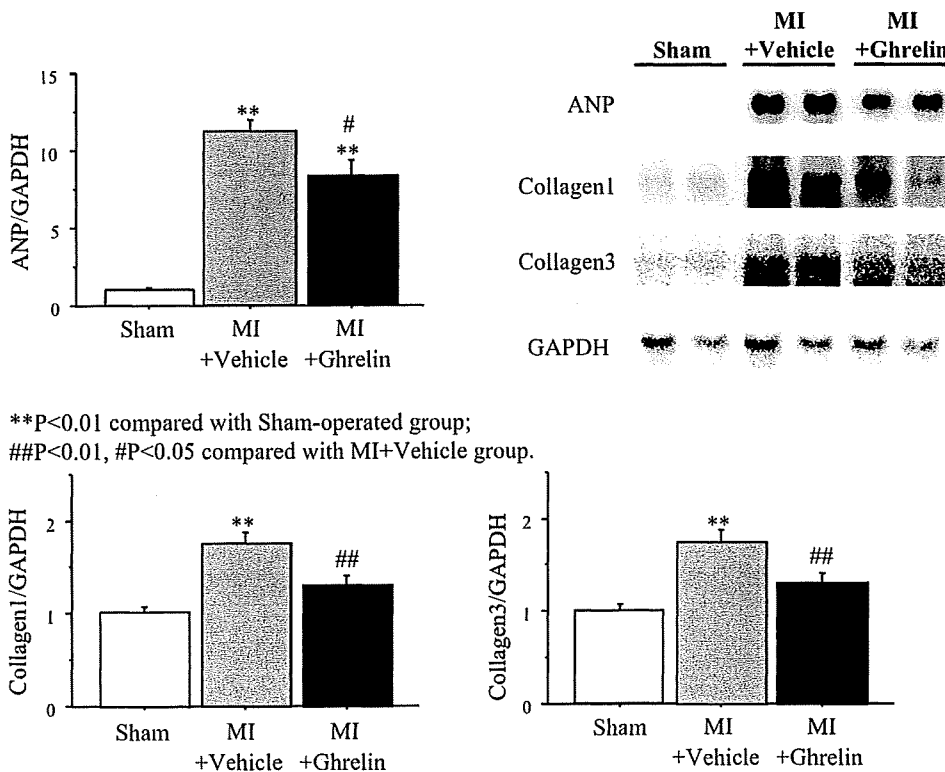 15
10
5
0
ANP/GAPDH
**
#
**
Sham
MI
+Vehicle
MI
+Ghrelin
Sham
MI
+Vehicle
MI
+Ghrelin
ANP
Collagen1
Collagen3
GAPDH
**P<0.01 compared with Sham-operated group;
##P<0.01, #P<0.05 compared with MI+Vehicle group.
2
1
0
Collagen1/GAPDH
**
##
Sham
MI
+Vehicle
MI
+Ghrelin
2
1
0
Collagen3/GAPDH
**
##
Sham
MI
+Vehicle
MI
+Ghrelin